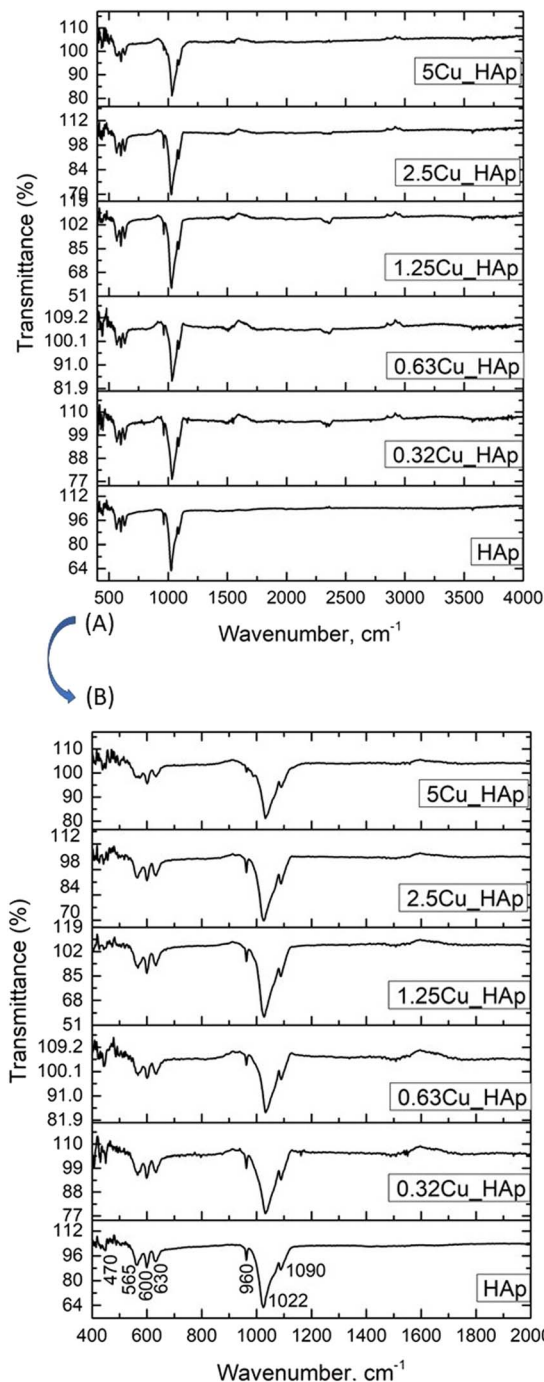 110
100
90
80
5Cu_HAp
112
98
84
70
2.5Cu_HAp
119
102
85
68
51
1.25Cu_HAp
109.2
100.1
91.0
81.9
0.63Cu_HAp
110
99
88
77
0.32Cu_HAp
112
96
80
64
HAp
Transmittance (%)
500 1000 1500 2000 2500 3000 3500 4000
(A) Wavenumber, cm-1
(B)
110
100
90
80
5Cu_HAp
112
98
84
70
2.5Cu_HAp
119
102
85
68
51
1.25Cu_HAp
109.2
100.1
91.0
81.9
0.63Cu_HAp
110
99
88
77
0.32Cu_HAp
112
96
80
64
470 565 600 630 960 1022 1090
HAp
Transmittance (%)
400 600 800 1000 1200 1400 1600 1800 2000
Wavenumber, cm-1